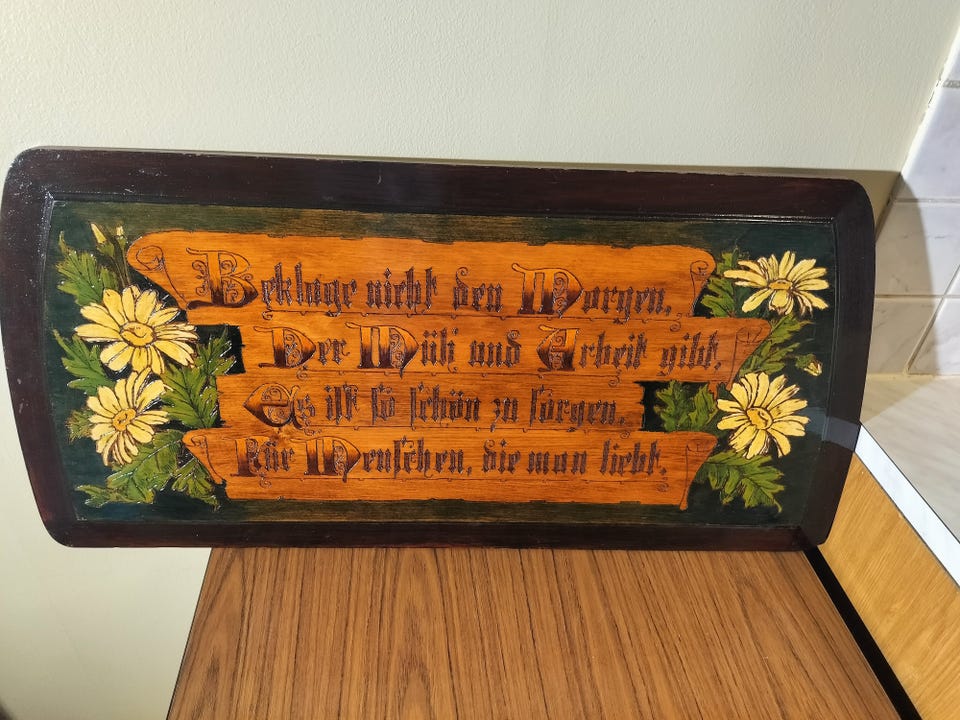 Beklage nicht den Morgen,
Der Müh und Arbeit gibt,
Es ist so schön zu sorgen,
Für Menschen, die man liebt.